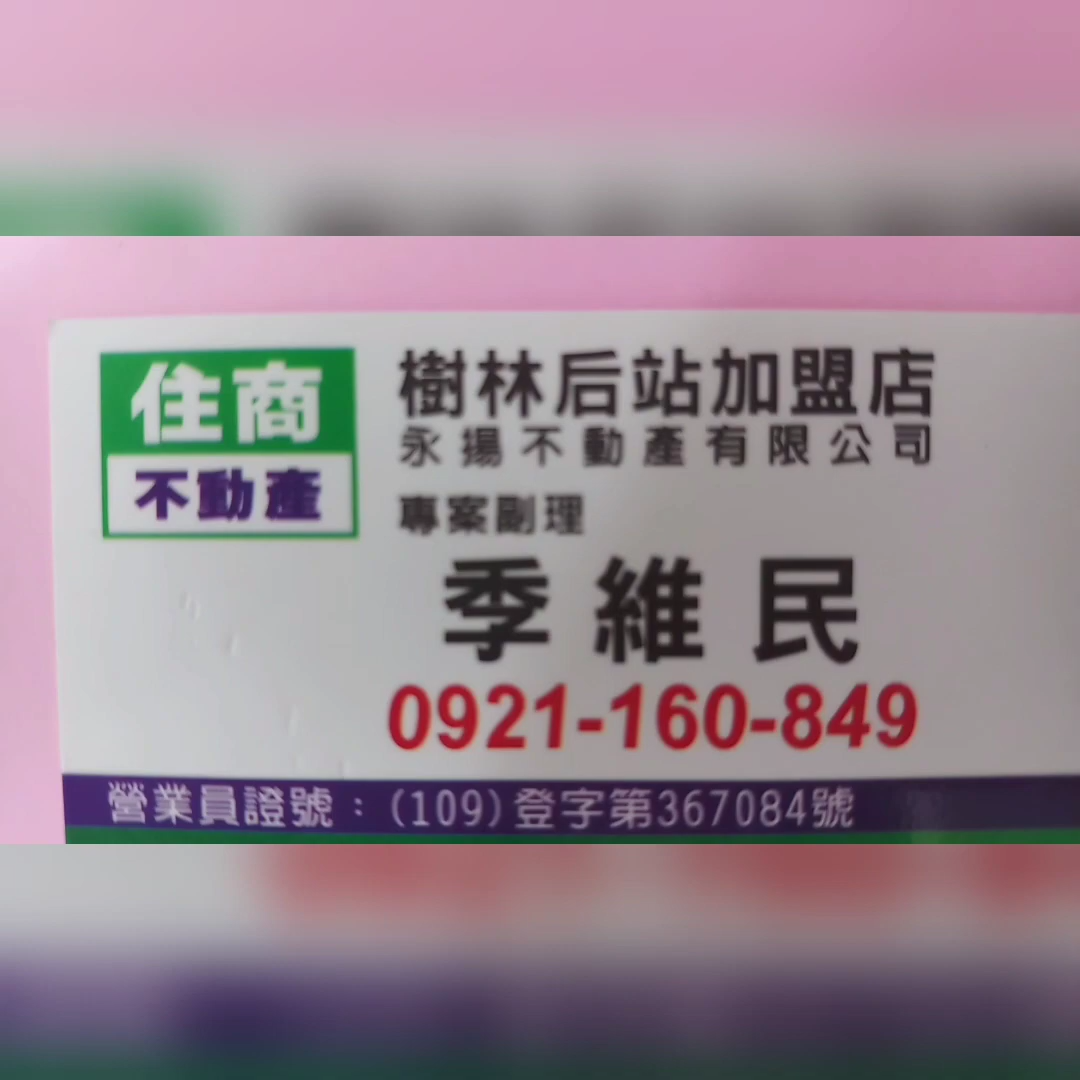 住商
不動產
樹林后站加盟店
永揚不動產有限公司
專案副理
季維民
0921-160-849
營業員證號：(109)登字第367084號